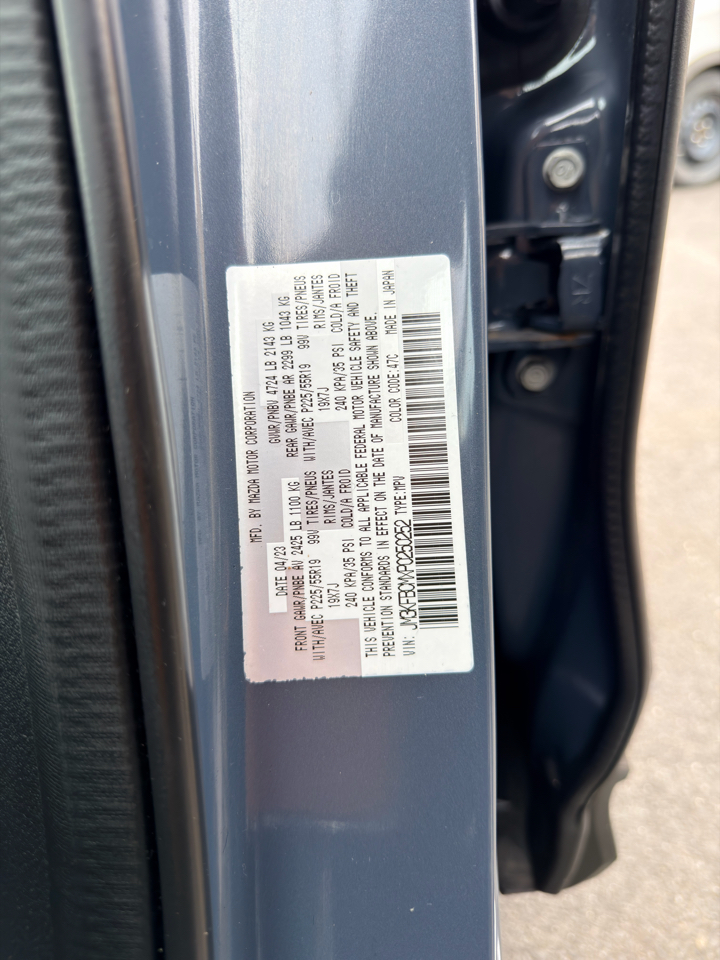 MFD. BY MAZDA MOTOR CORPORATION
DATE 04/23 GVWR/PNBV 4724 LB 2143 KG
FRONT GAWR/PNBE AV 2425 LB 1100 KG REAR GAWR/PNBE AR 2299 LB 1043 KG
WITH/AVEC P225/55R19 99V TIRES/PNEUS WITH/AVEC P225/55R19 99V TIRES/PNEUS
19X7J RIMS/JANTES 19X7J RIMS/JANTES
240 KPA/35 PSI COLD/A FROID 240 KPA/35 PSI COLD/A FROID
THIS VEHICLE CONFORMS TO ALL APPLICABLE FEDERAL MOTOR VEHICLE SAFETY AND THEFT
PREVENTION STANDARDS IN EFFECT ON THE DATE OF MANUFACTURE SHOWN ABOVE.
VIN: JM3KFBCMXP0250252 TYPE:MPV COLOR CODE:47C MADE IN JAPAN